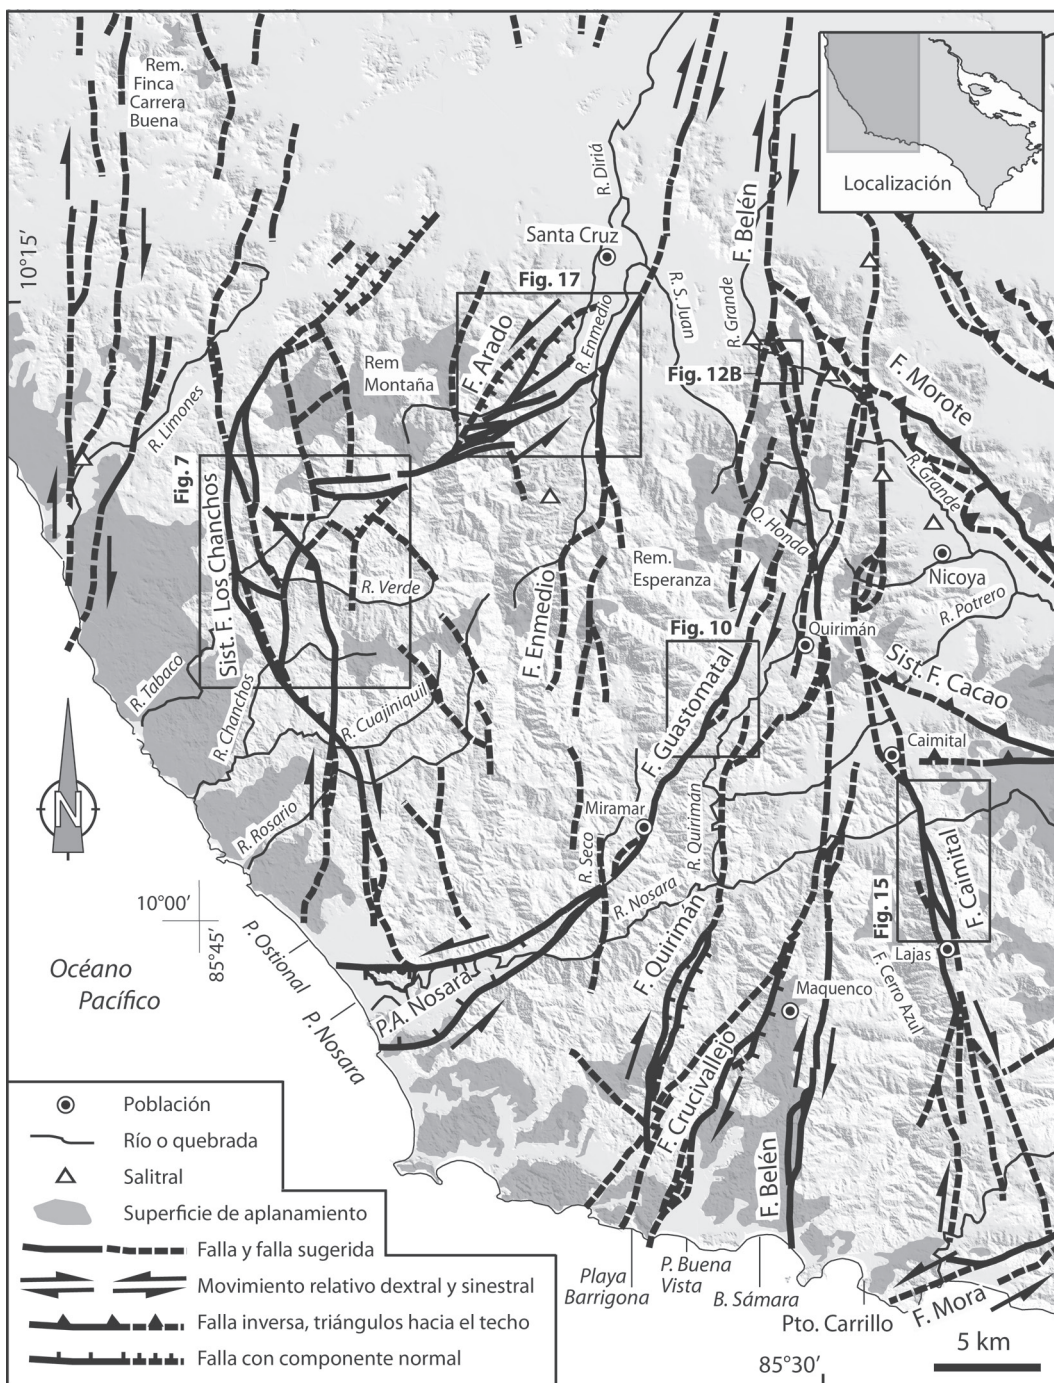 Rem.
Finca
Carrera
Buena
Localización
10°15'
R. Diriá
Santa Cruz
F. Belén
Fig. 17
R. S. Juan
R. Grande
F. Arado
R. Enmedio
Rem
Montaña
Fig. 12B
F. Morote
R. Limones
Fig. 7
Sist. F. Los Chanchos
R. Grande
Q. Honda
Nicoya
Rem.
Esperanza
R. Verde
F. Enmedio
R. Potrero
Fig. 10
Quirimán
Sist. F. Cacao
R. Tabaco
R. Chanchos
R. Cuajiniquil
F. Guastomatal
Caimital
N
Miramar
R. Rosario
R. Seco
R. Quiriman
F. Caimital
Fig. 15
10°00'
85°45'
R. Nosara
F. Quirimán
Lajas
F. Cerro Azul
Océano
Pacífico
P. Ostional
P. Nosara
P.A. Nosara
Maquenco
F. Crucivallejo
F. Belén
Población
Río o quebrada
Salitral
Superficie de aplanamiento
Falla y falla sugerida
Movimiento relativo dextral y sinestral
Falla inversa, triángulos hacia el techo
Falla con componente normal
Playa
Barrigona
P. Buena
Vista
B. Sámara
Pto. Carrillo
F. Mora
5 km
85°30'